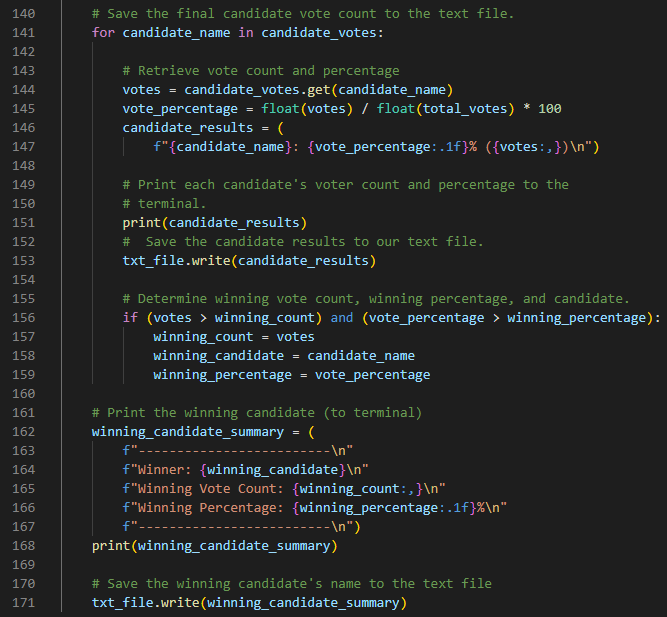 140 # Save the final candidate vote count to the text file.
141 for candidate_name in candidate_votes:
142
143 # Retrieve vote count and percentage
144 votes = candidate_votes.get(candidate_name)
145 vote_percentage = float(votes) / float(total_votes) * 100
146 candidate_results = (
147 f"{candidate_name}: {vote_percentage:.1f}% ({votes:,})\n")
148
149 # Print each candidate's voter count and percentage to the
150 # terminal.
151 print(candidate_results)
152 #  Save the candidate results to our text file.
153 txt_file.write(candidate_results)
154
155 # Determine winning vote count, winning percentage, and candidate.
156 if (votes > winning_count) and (vote_percentage > winning_percentage):
157 winning_count = votes
158 winning_candidate = candidate_name
159 winning_percentage = vote_percentage
160
161 # Print the winning candidate (to terminal)
162 winning_candidate_summary = (
163 f"-------------------------\n"
164 f"Winner: {winning_candidate}\n"
165 f"Winning Vote Count: {winning_count:,}\n"
166 f"Winning Percentage: {winning_percentage:.1f}%\n"
167 f"-------------------------\n")
168 print(winning_candidate_summary)
169
170 # Save the winning candidate's name to the text file
171 txt_file.write(winning_candidate_summary)